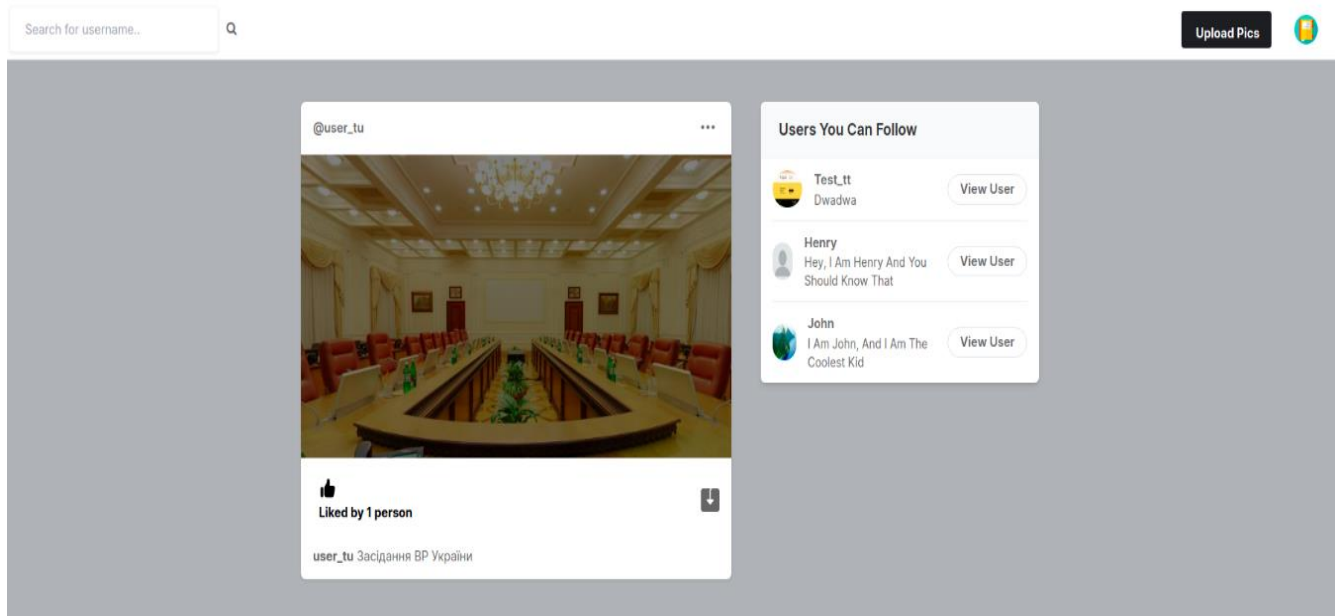 Search for username..
Upload Pics
@user_tu
Liked by 1 person
user_tu Засідання ВР України
Users You Can Follow
Test_tt
Dwadwa
View User
Henry
Hey, I Am Henry And You
Should Know That
View User
John
I Am John, And I Am The
Coolest Kid
View User